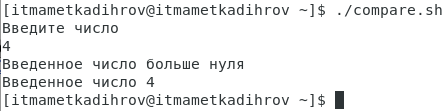 [itmametkadihrov@itmametkadihrov ~]$ ./compare.sh
Введите число
4
Введенное число больше нуля
Введенное число 4
[itmametkadihrov@itmametkadihrov ~]$